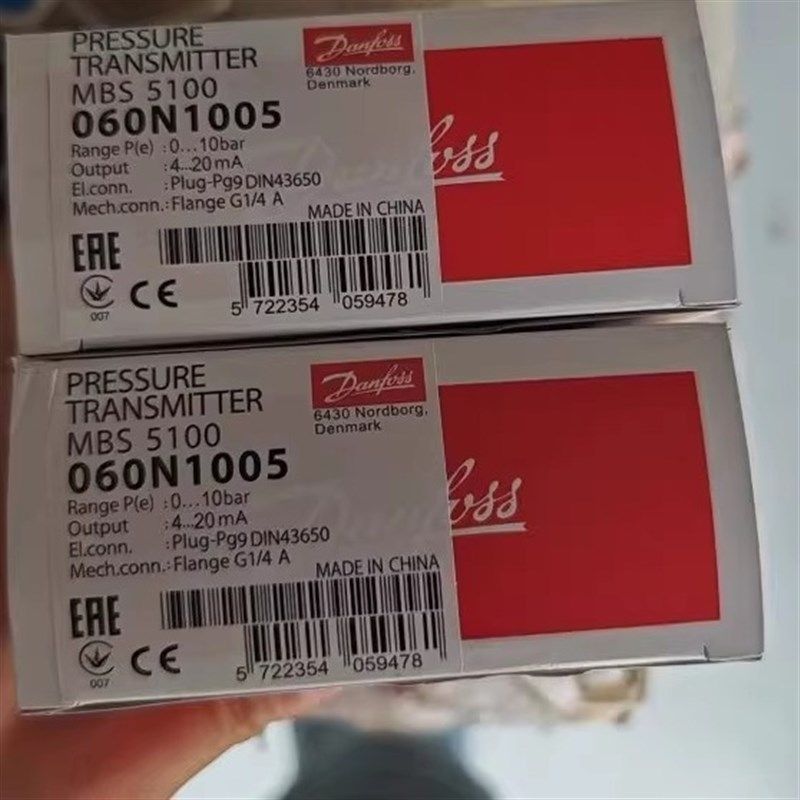 PRESSURE
TRANSMITTER
MBS 5100
060N1005
Danfoss
6430 Nordborg,
Denmark
Range P(e) :0...10bar
Output :4...20 mA
El.conn. :Plug-Pg9 DIN43650
Mech.conn.:Flange G1/4 A
MADE IN CHINA
EAC
007
CE
5 722354 059478
PRESSURE
TRANSMITTER
MBS 5100
060N1005
Danfoss
6430 Nordborg,
Denmark
Range P(e) :0...10bar
Output :4...20 mA
El.conn. :Plug-Pg9 DIN43650
Mech.conn.:Flange G1/4 A
MADE IN CHINA
EAC
007
CE
5 722354 059478